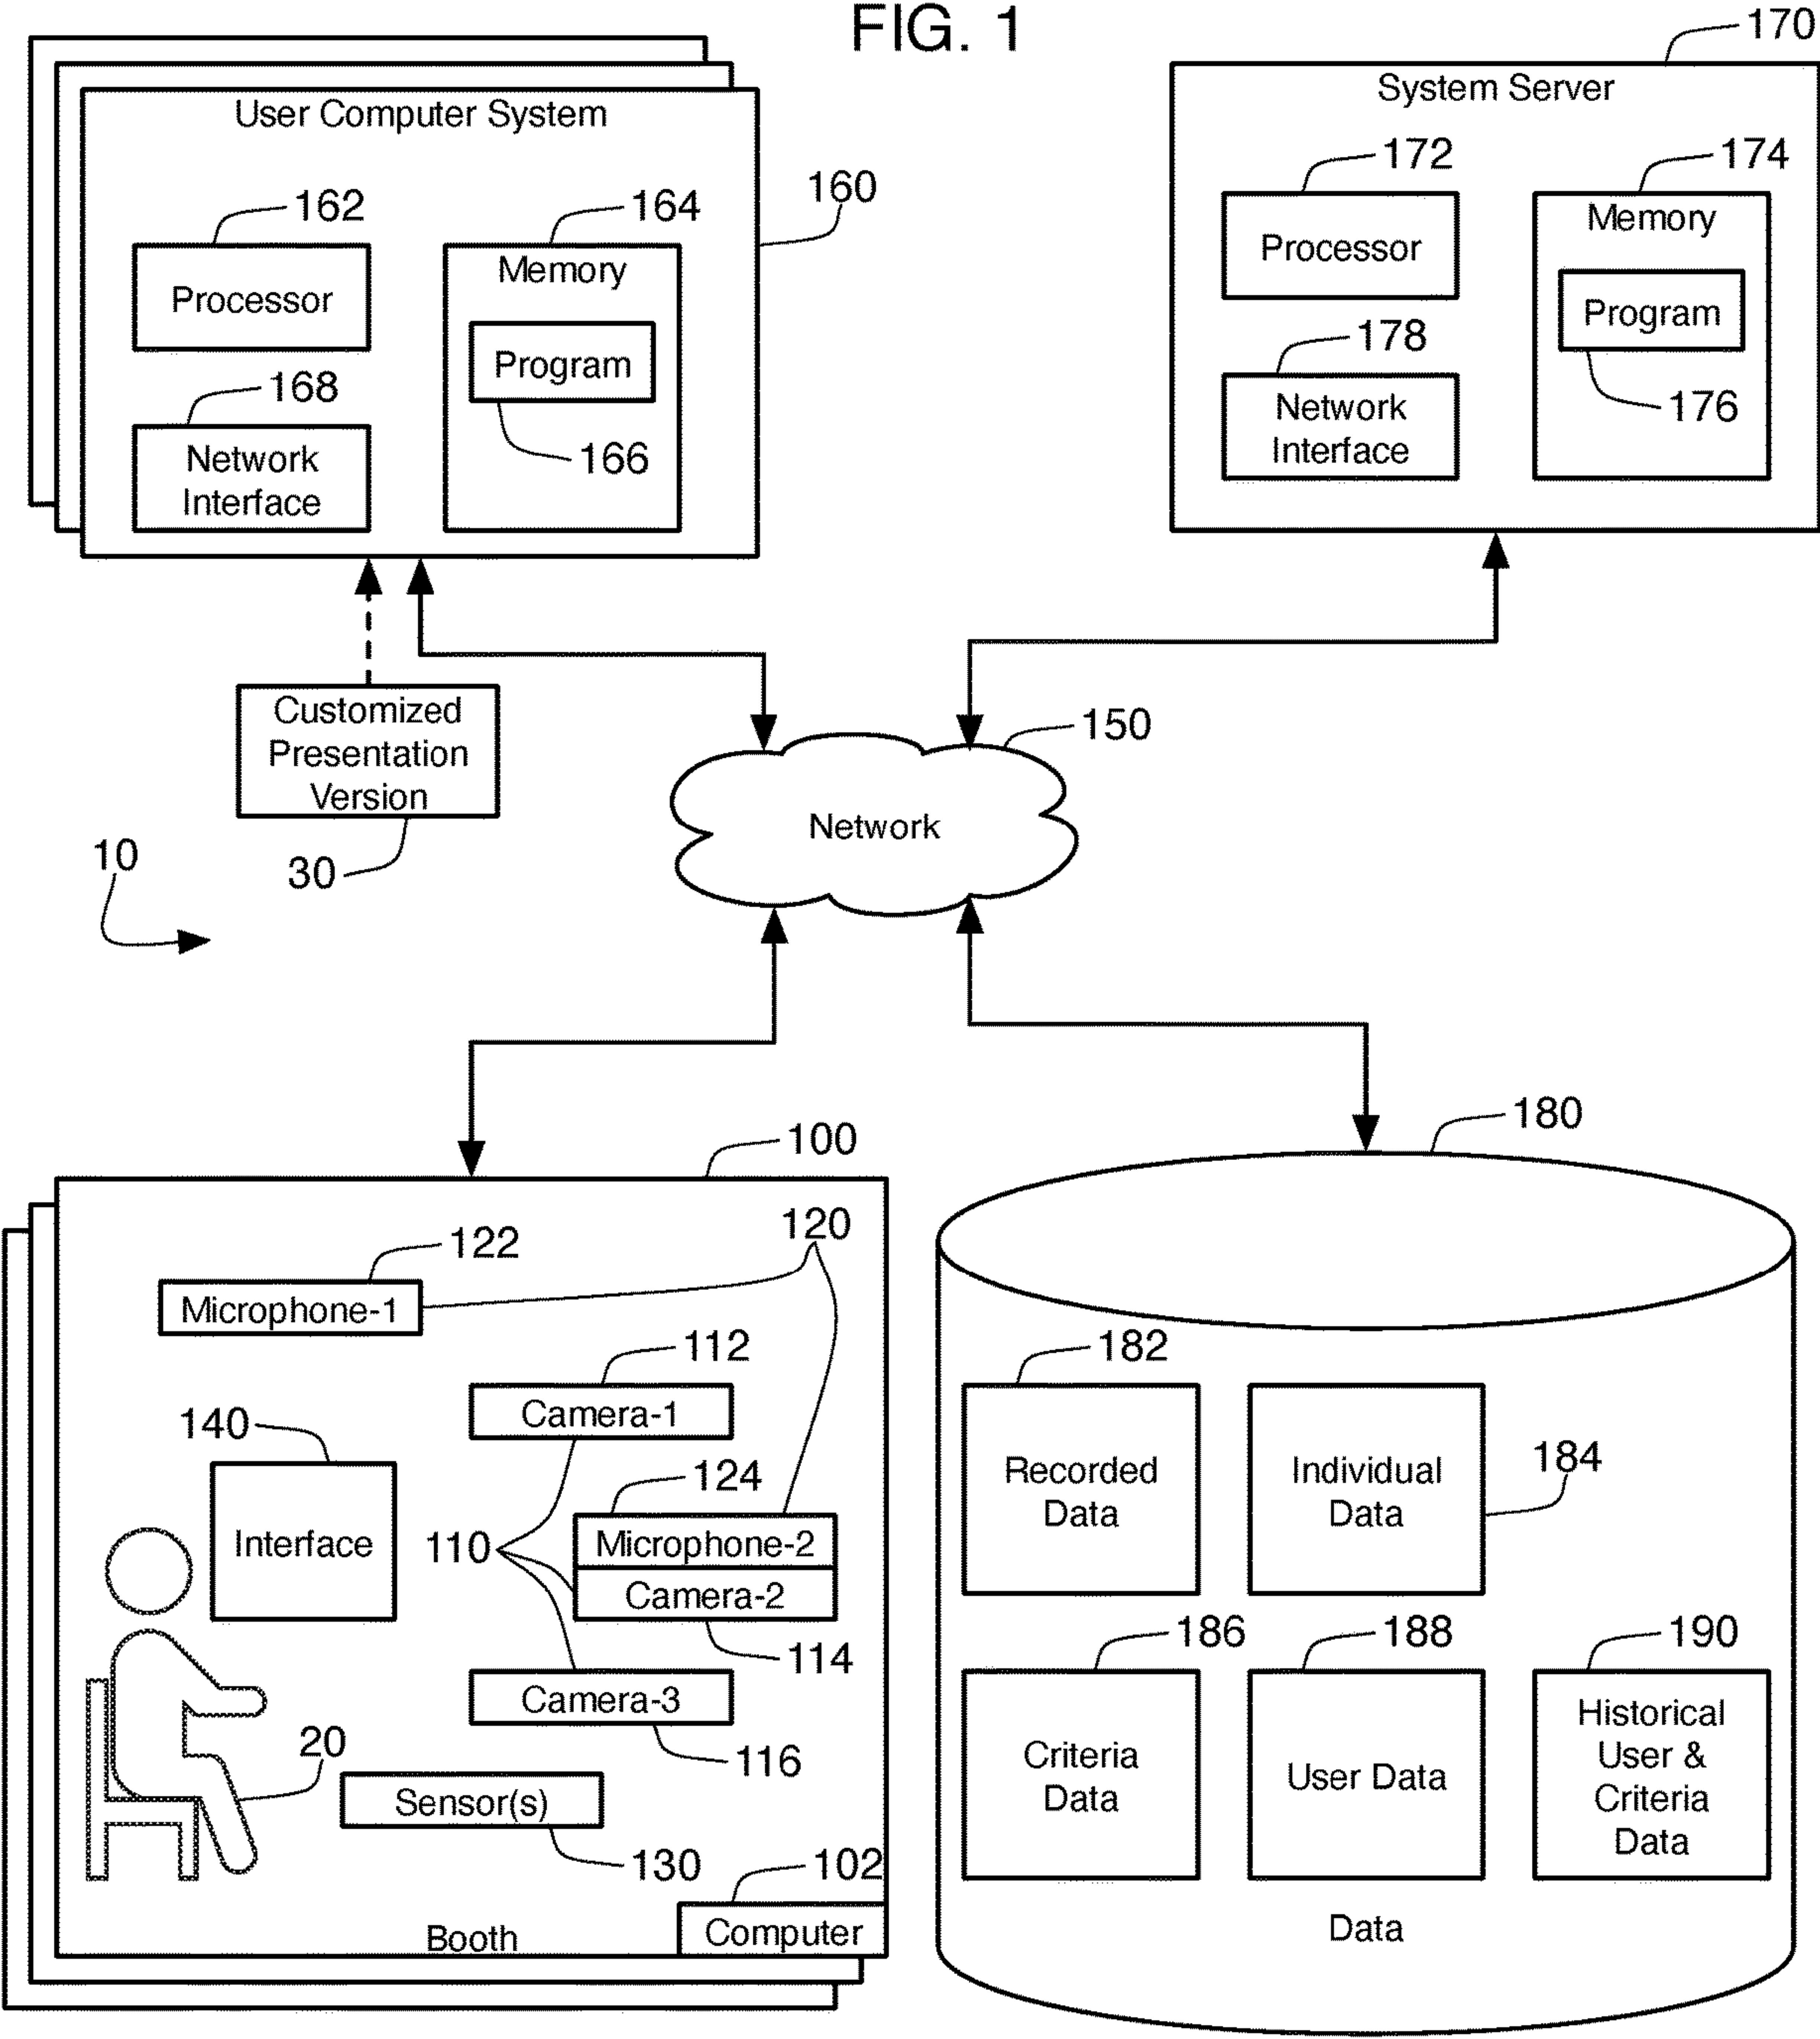 FIG. 1
170
User Computer System
System Server
160
162
164
172
174
Processor
Memory
Program
166
168
Network
Interface
Processor
Memory
Program
176
178
Network
Interface
Customized
Presentation
Version
30
10
150
Network
100
180
120
122
Microphone-1
112
Camera-1
140
Interface
110
124
Microphone-2
Camera-2
114
Camera-3
116
20
Sensor(s)
130
102
Computer
Booth
182
Recorded
Data
Individual
Data
184
186
Criteria
Data
188
User Data
190
Historical
User &
Criteria
Data
Data